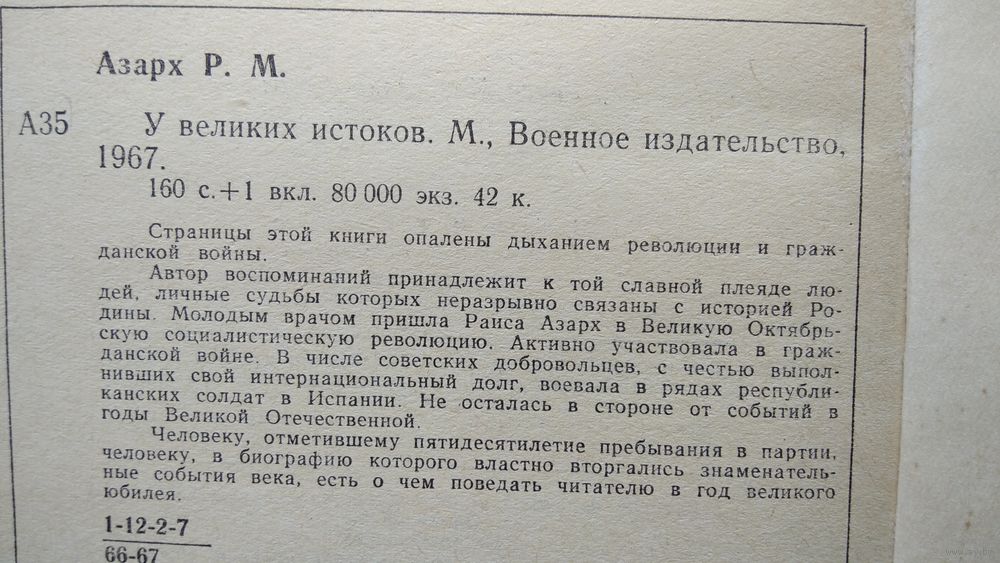 Азарх Р. М.
А35 У великих истоков. М., Военное издательство,
1967.
160 с.+1 вкл. 80 000 экз. 42 к.
Страницы этой книги опалены дыханием революции и граж-
данской войны.
Автор воспоминаний принадлежит к той славной плеяде лю-
дей, личные судьбы которых неразрывно связаны с историей Ро-
дины. Молодым врачом пришла Раиса Азарх в Великую Октябрь-
скую социалистическую революцию. Активно участвовала в граж-
данской войне. В числе советских добровольцев, с честью выпол-
нивших свой интернациональный долг, воевала в рядах республи-
канских солдат в Испании. Не осталась в стороне от событий в
годы Великой Отечественной.
Человеку, отметившему пятидесятилетие пребывания в партии,
человеку, в биографию которого властно вторгались знаменатель-
ные события века, есть о чем поведать читателю в год великого
юбилея.
1-12-2-7
66-67